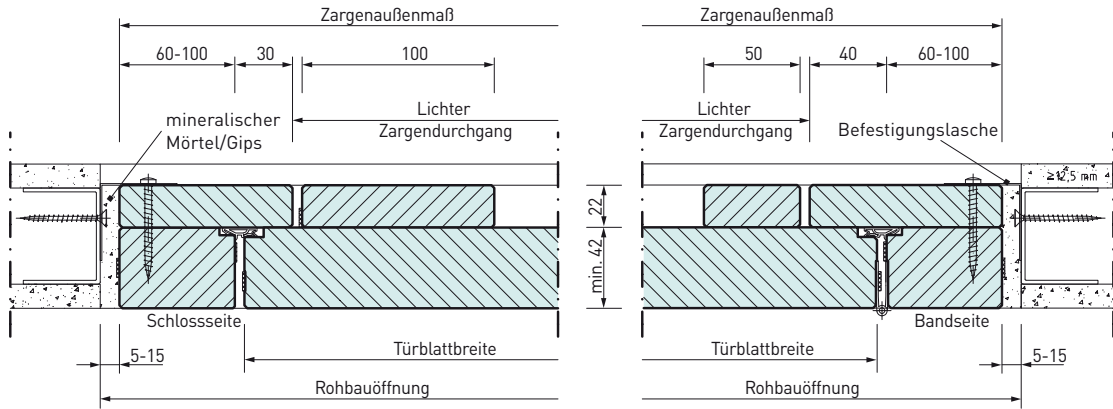 Zargenaußenmaß
Zargenaußenmaß
60-100
30
100
50
40
60-100
Lichter
Zargendurchgang
Lichter
Zargendurchgang
mineralischer
Mörtel/Gips
Befestigungslasche
≥12,5 mm
22
min. 42
Schlossseite
Bandseite
5-15
Türblattbreite
Türblattbreite
5-15
Rohbauöffnung
Rohbauöffnung